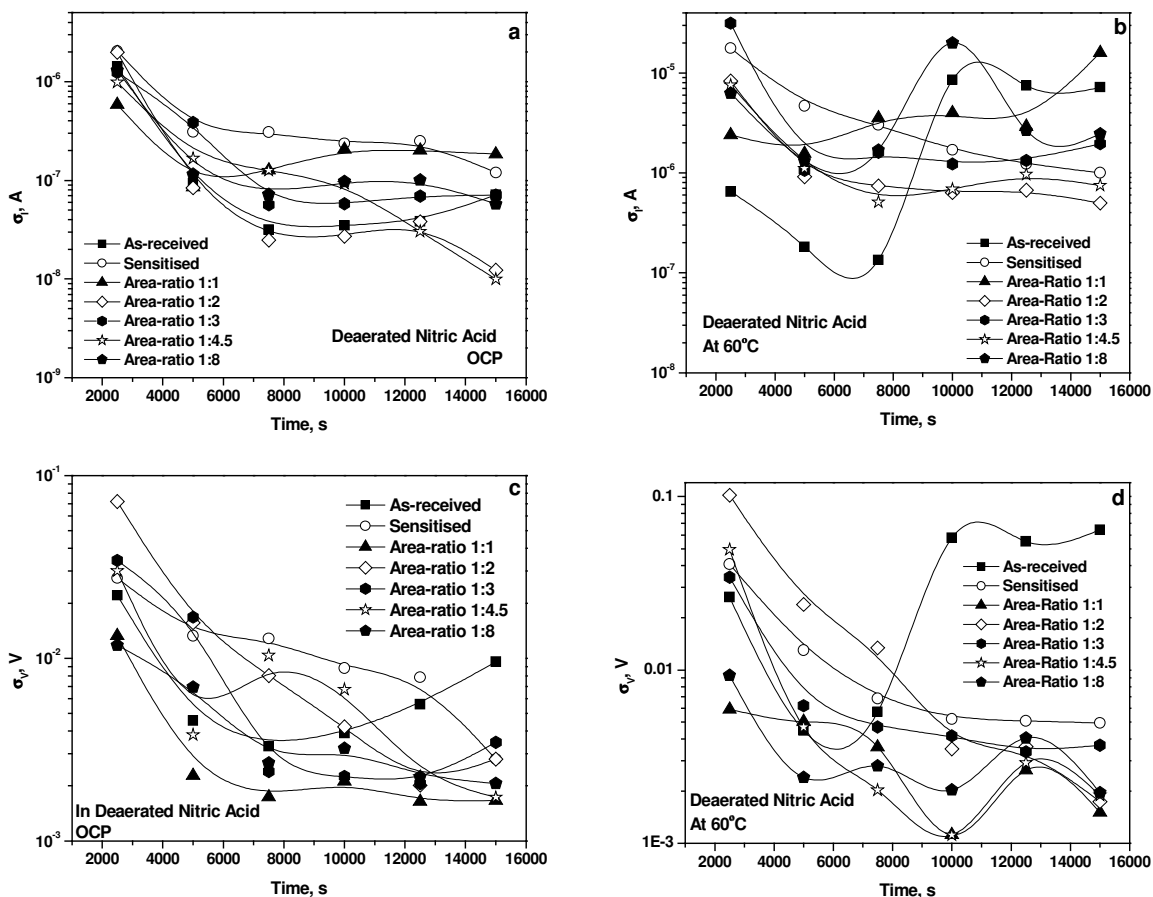 a
10⁻⁶
10⁻⁷
10⁻⁸
10⁻⁹
σI, A
As-received
Sensitised
Area-ratio 1:1
Area-ratio 1:2
Area-ratio 1:3
Area-ratio 1:4.5
Area-ratio 1:8
Deaerated Nitric Acid
OCP
2000 4000 6000 8000 10000 12000 14000 16000
Time, s
b
10⁻⁵
10⁻⁶
10⁻⁷
10⁻⁸
σI, A
As-received
Sensitised
Area-Ratio 1:1
Area-Ratio 1:2
Area-Ratio 1:3
Area-Ratio 1:4.5
Area-Ratio 1:8
Deaerated Nitric Acid
At 60°C
2000 4000 6000 8000 10000 12000 14000 16000
Time, s
c
10⁻¹
10⁻²
10⁻³
σV, V
As-received
Sensitised
Area-ratio 1:1
Area-ratio 1:2
Area-ratio 1:3
Area-ratio 1:4.5
Area-ratio 1:8
In Deaerated Nitric Acid
OCP
2000 4000 6000 8000 10000 12000 14000 16000
Time, s
d
0.1
0.01
1E-3
σV, V
As-received
Sensitised
Area-Ratio 1:1
Area-Ratio 1:2
Area-Ratio 1:3
Area-Ratio 1:4.5
Area-Ratio 1:8
Deaerated Nitric Acid
At 60°C
2000 4000 6000 8000 10000 12000 14000 16000
Time, s